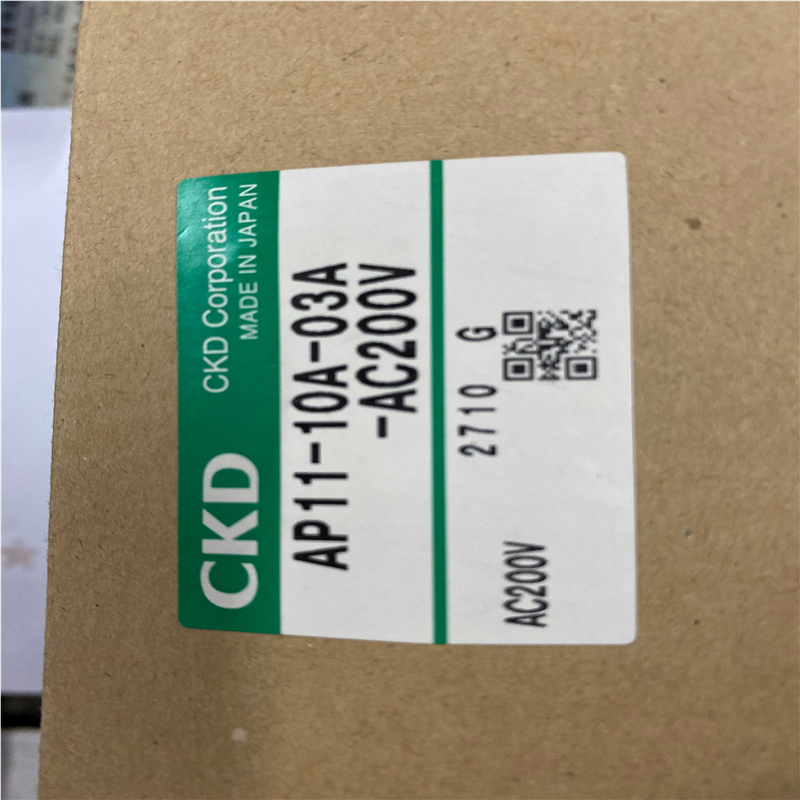 CKD
CKD Corporation
MADE IN JAPAN
AP11-10A-03A
-AC200V
2710 G
AC200V